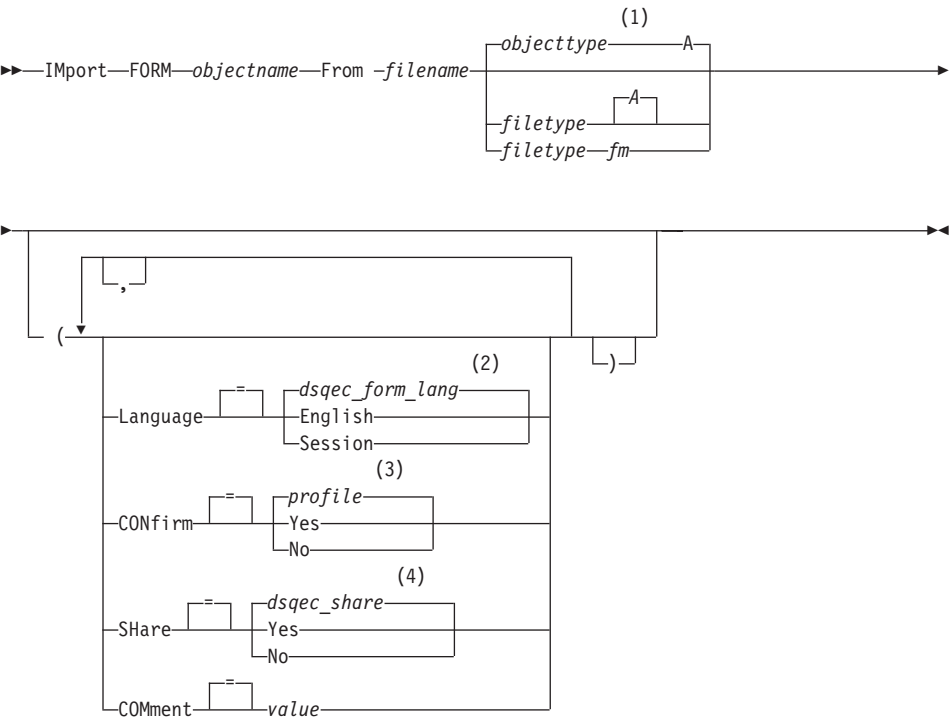 (1)
objecttype A
IMport FORM objectname From filename
A
filetype
filetype fm
,
(
)
(2)
= dsqec_form_lang
Language English
Session
(3)
= profile
CONfirm Yes
No
(4)
= dsqec_share
SHare Yes
No
=
COMment value